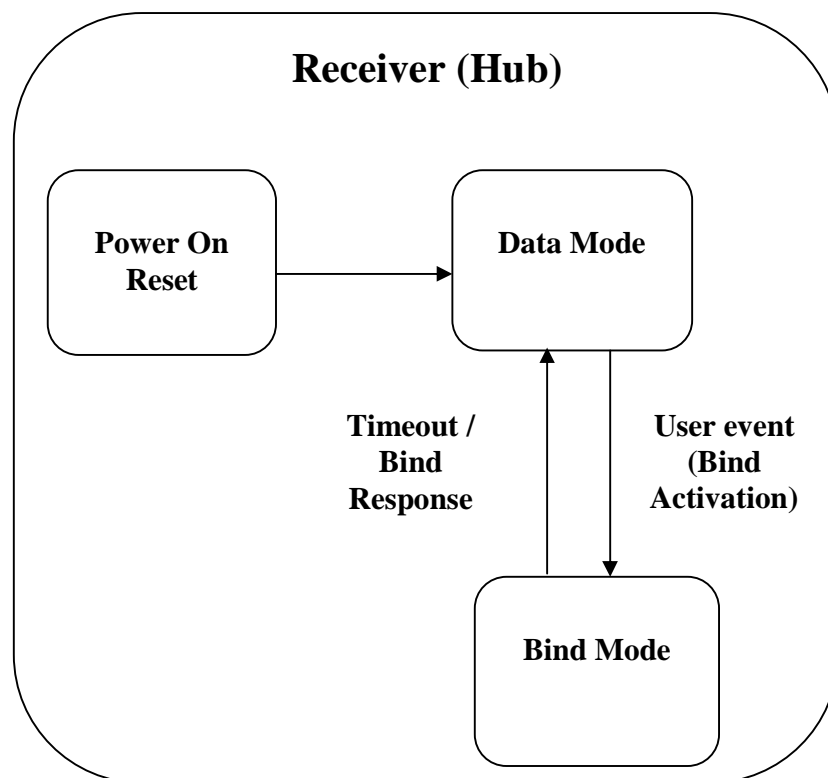 Receiver (Hub)
Power On
Reset
Data Mode
Timeout /
Bind
Response
User event
(Bind
Activation)
Bind Mode